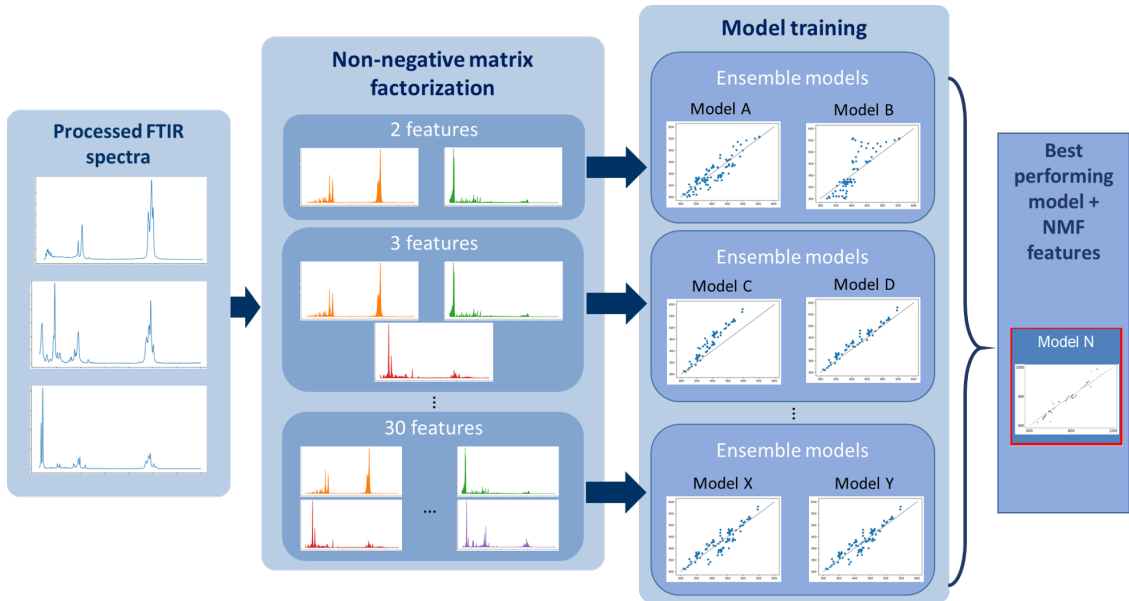 Processed FTIR
spectra
Non-negative matrix
factorization
2 features
3 features
⋮
30 features
...
Model training
Ensemble models
Model A
Model B
Ensemble models
Model C
Model D
⋮
Ensemble models
Model X
Model Y
Best
performing
model +
NMF
features
Model N